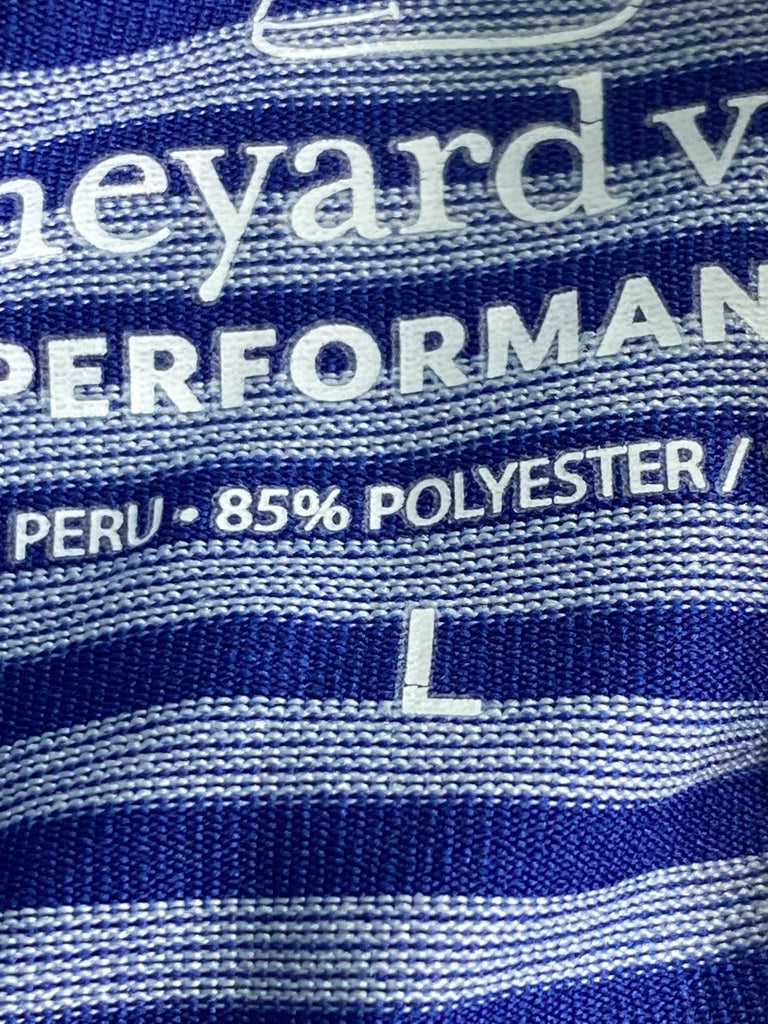 neyard v
PERFORMAN
PERU • 85% POLYESTER /
L